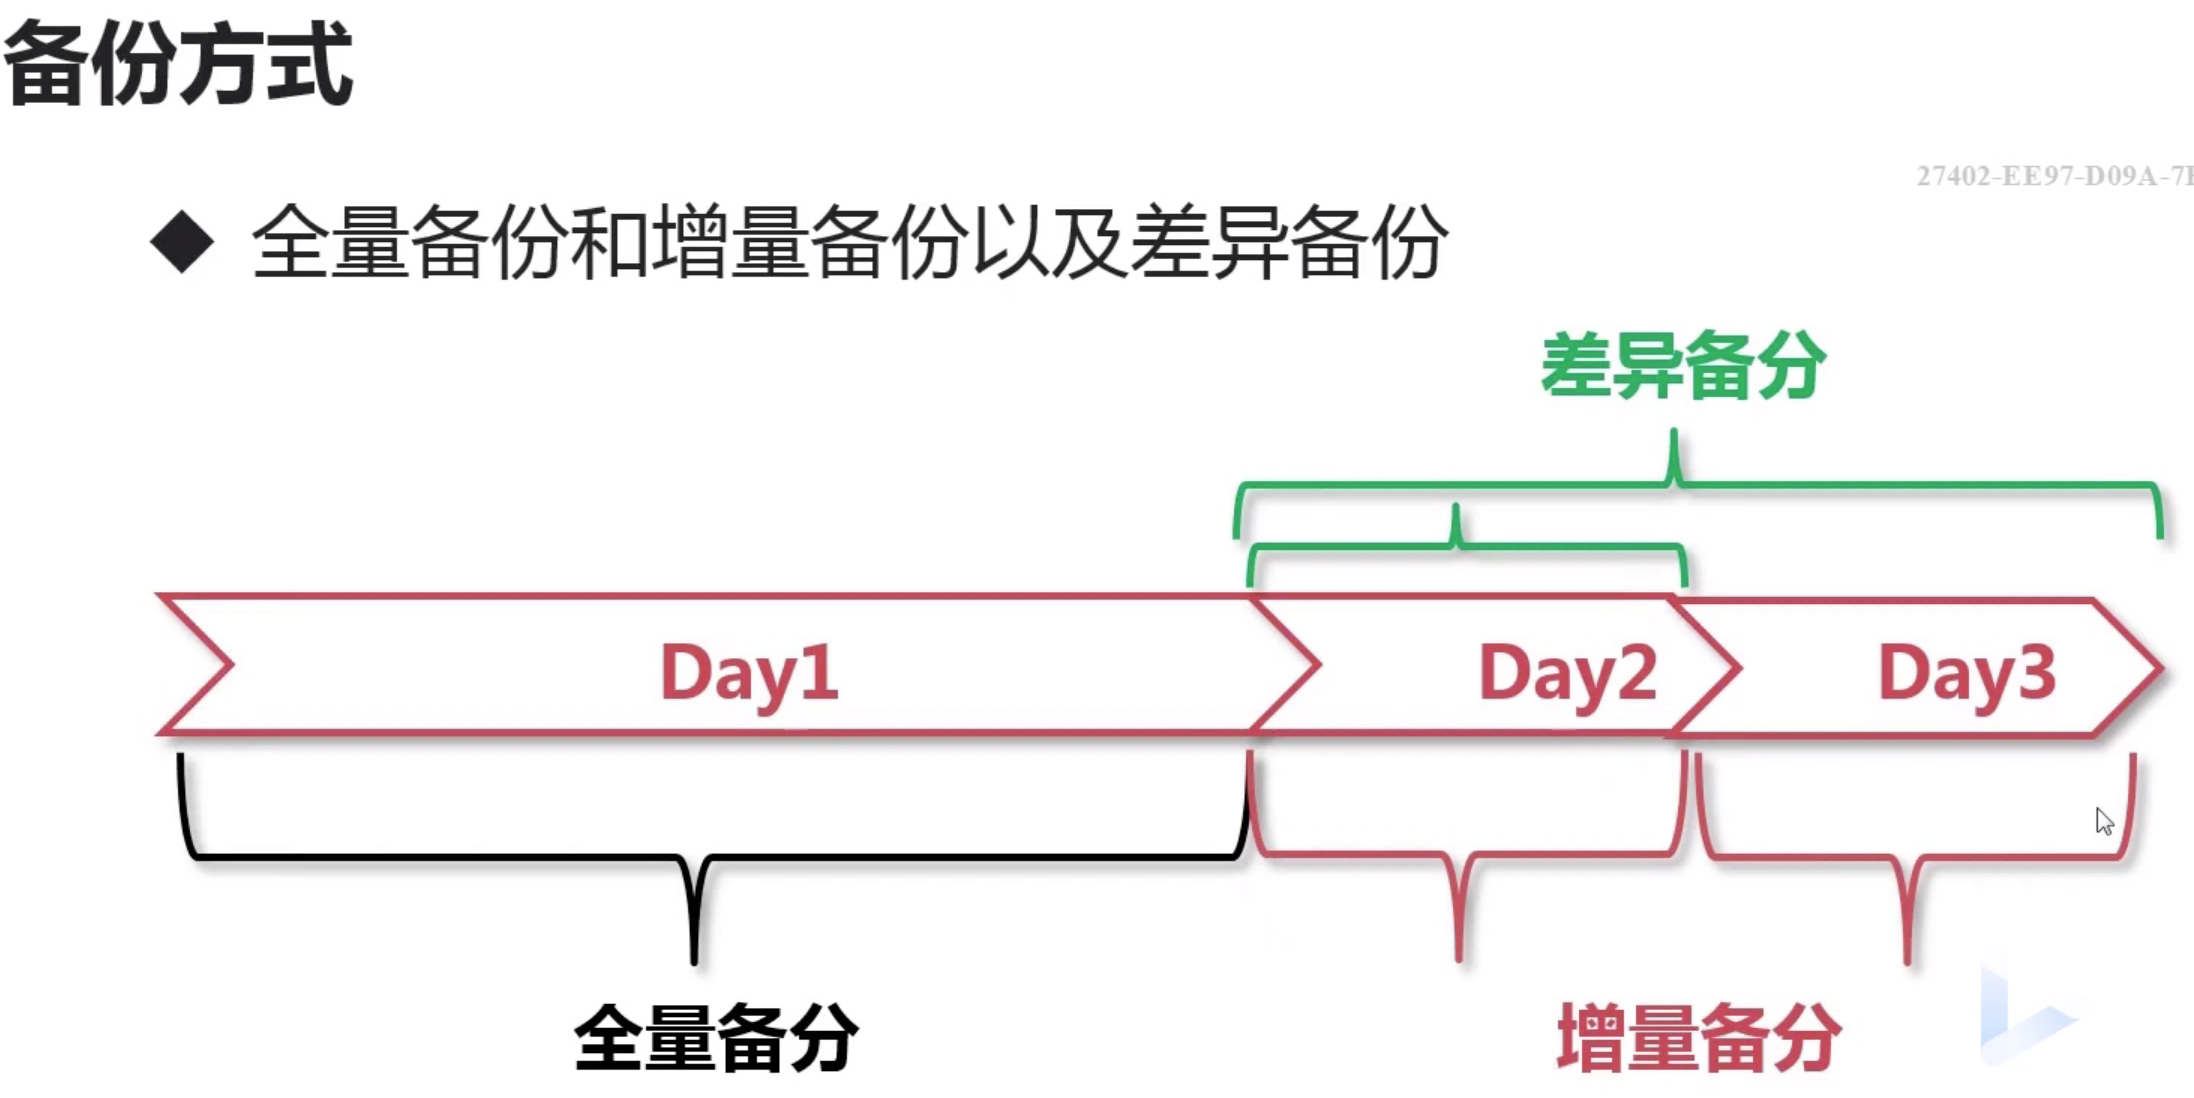 备份方式
27402-EE97-D09A-7
◆ 全量备份和增量备份以及差异备份
差异备分
Day1 Day2 Day3
全量备分 增量备分